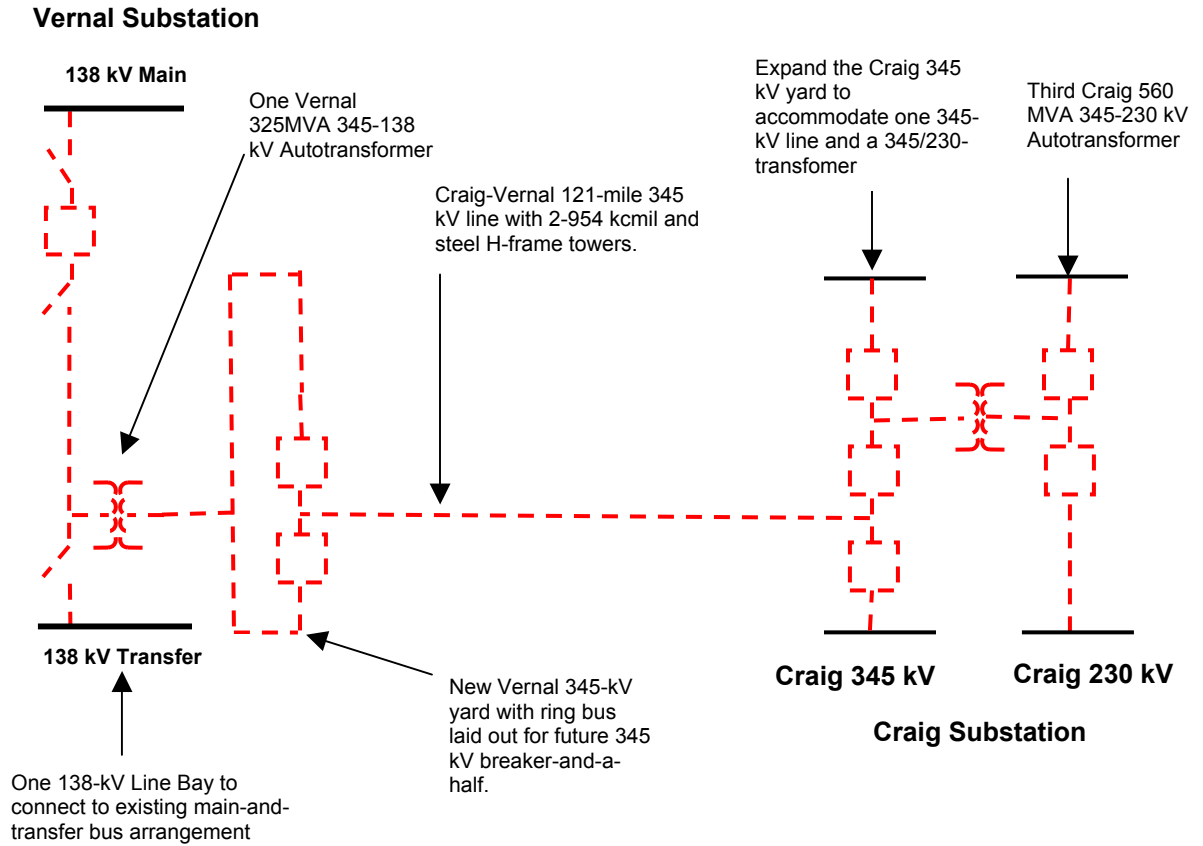 Vernal Substation
138 kV Main
One Vernal
325MVA 345-138
kV Autotransformer
Craig-Vernal 121-mile 345
kV line with 2-954 kcmil and
steel H-frame towers.
Expand the Craig 345
kV yard to
accommodate one 345-
kV line and a 345/230-
transfomer
Third Craig 560
MVA 345-230 kV
Autotransformer
138 kV Transfer
One 138-kV Line Bay to
connect to existing main-and-
transfer bus arrangement
New Vernal 345-kV
yard with ring bus
laid out for future 345
kV breaker-and-a-
half.
Craig 345 kV
Craig 230 kV
Craig Substation